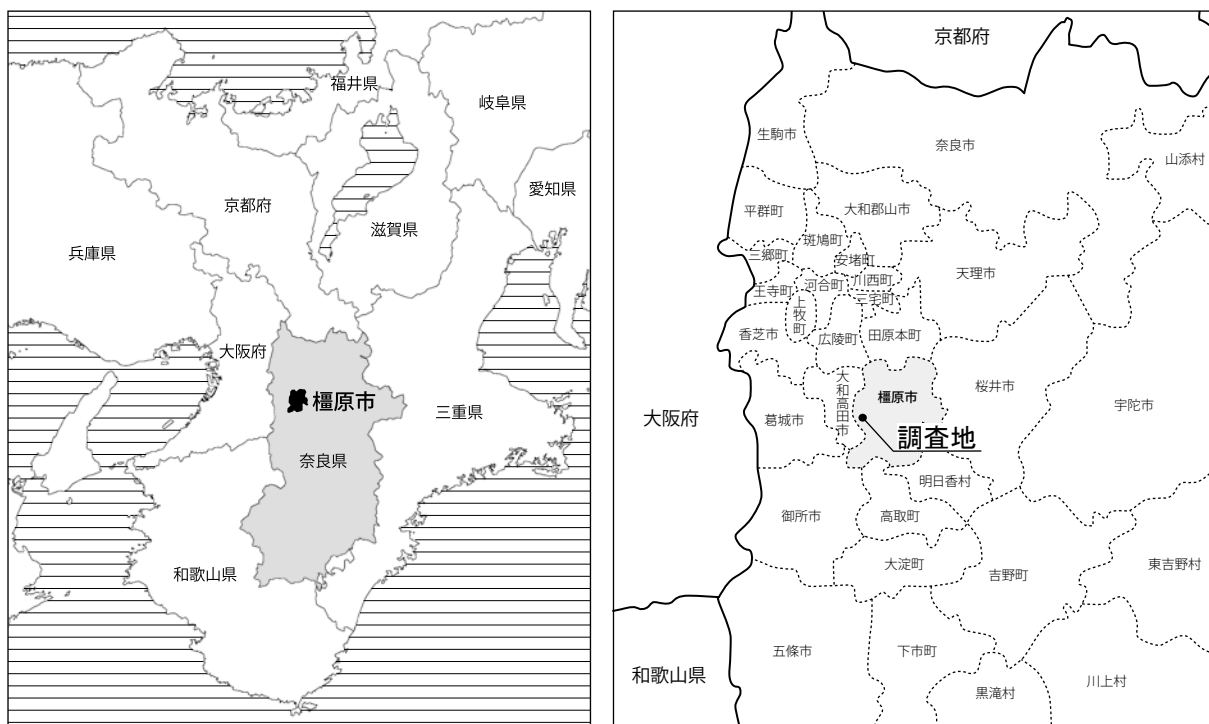 福井県
岐阜県
愛知県
京都府
滋賀県
兵庫県
大阪府
橿原市
三重県
奈良県
和歌山県
京都府
生駒市
奈良市
山添村
平群町
大和郡山市
斑鳩町
三郷町
安堵町
天理市
川西町
河合町
王寺町
三宅町
上牧町
香芝市
広陵町
田原本町
大和高田市
桜井市
橿原市
宇陀市
大阪府
葛城市
調査地
明日香村
御所市
高取町
大淀町
吉野町
東吉野村
五條市
下市町
和歌山県
川上村
黒滝村